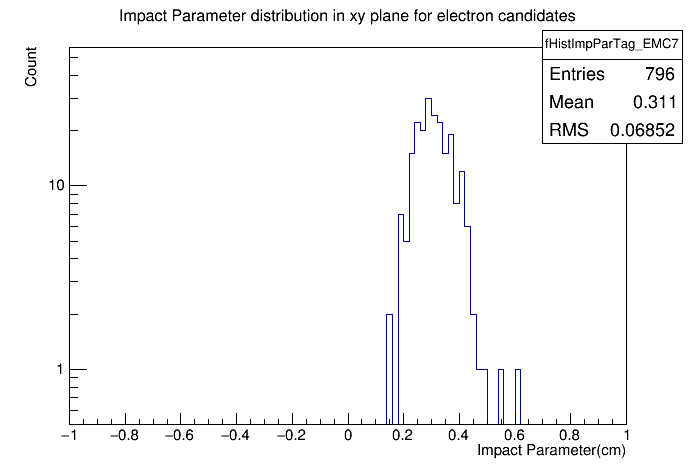 Impact Parameter distribution in xy plane for electron candidates
Count
fHistImpParTag_EMC7
Entries 796
Mean 0.311
RMS 0.06852
10
1
−1 −0.8 −0.6 −0.4 −0.2 0 0.2 0.4 0.6 0.8 1
Impact Parameter(cm)